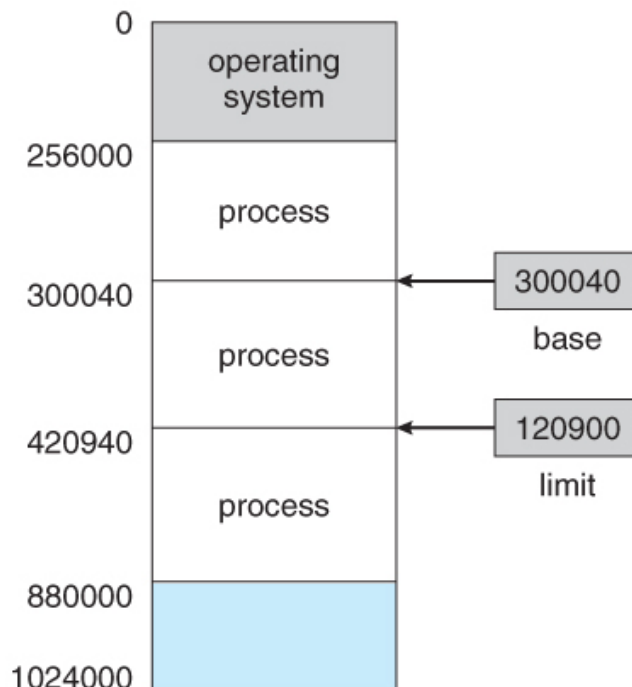 0
operating
system
256000
process
300040
300040
base
process
420940
120900
limit
process
880000
1024000